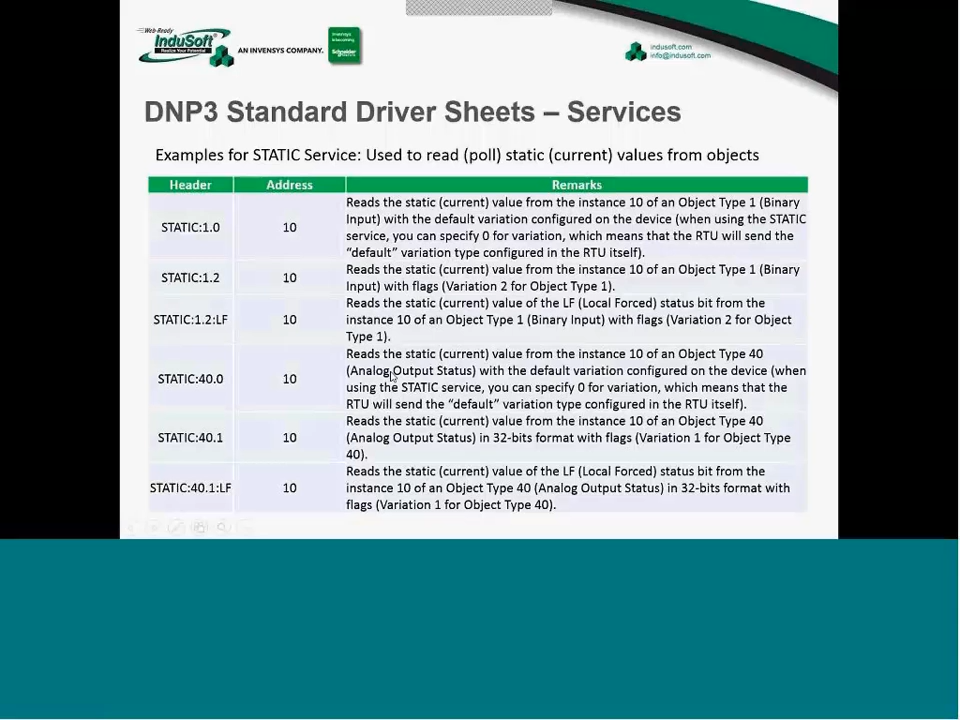 Web-Ready
InduSoft
Realize Your Potential
AN INVENSYS COMPANY.
indusoft.com
info@indusoft.com
DNP3 Standard Driver Sheets – Services
Examples for STATIC Service: Used to read (poll) static (current) values from objects
Header Address Remarks
STATIC:1.0 10 Reads the static (current) value from the instance 10 of an Object Type 1 (Binary
Input) with the default variation configured on the device (when using the STATIC
service, you can specify 0 for variation, which means that the RTU will send the
“default” variation type configured in the RTU itself).
STATIC:1.2 10 Reads the static (current) value from the instance 10 of an Object Type 1 (Binary
Input) with flags (Variation 2 for Object Type 1).
STATIC:1.2:LF 10 Reads the static (current) value of the LF (Local Forced) status bit from the
instance 10 of an Object Type 1 (Binary Input) with flags (Variation 2 for Object
Type 1).
STATIC:40.0 10 Reads the static (current) value from the instance 10 of an Object Type 40
(Analog Output Status) with the default variation configured on the device (when
using the STATIC service, you can specify 0 for variation, which means that the
RTU will send the “default” variation type configured in the RTU itself).
STATIC:40.1 10 Reads the static (current) value from the instance 10 of an Object Type 40
(Analog Output Status) in 32-bits format with flags (Variation 1 for Object Type
40).
STATIC:40.1:LF 10 Reads the static (current) value of the LF (Local Forced) status bit from the
instance 10 of an Object Type 40 (Analog Output Status) in 32-bits format with
flags (Variation 1 for Object Type 40).